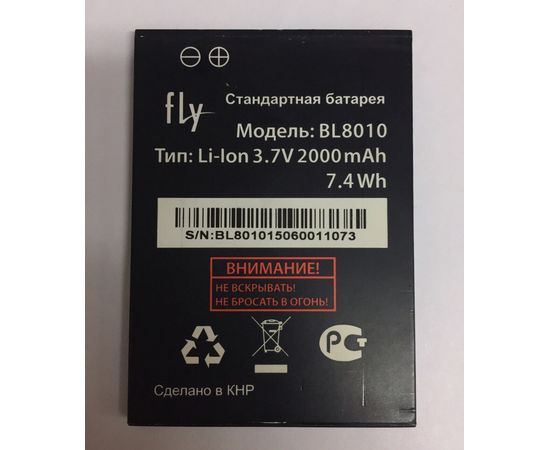 fly
Стандартная батарея
Модель: BL8010
Тип: Li-Ion 3.7V 2000mAh
7.4 Wh
S/N:BL801015060011073
ВНИМАНИЕ!
НЕ ВСКРЫВАТЬ!
НЕ БРОСАТЬ В ОГОНЬ!
РСТ
Сделано в КНР